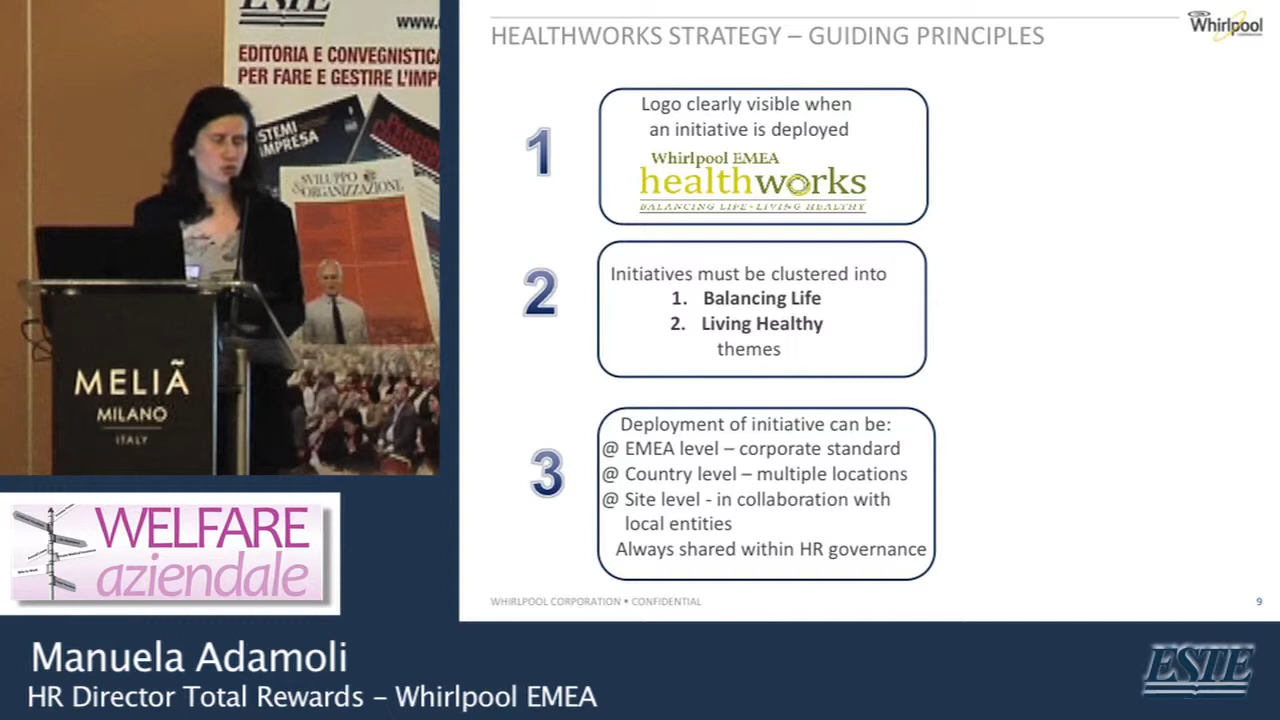 ESTE
www.
EDITORIA E CONVEGNISTICA
PER FARE E GESTIRE L'IMP
STEMI
IMPRESA
SVILUPPO
&ORGANIZZAZIONE
MELIÃ
MILANO
ITALY
WELFARE
aziendale
HEALTHWORKS STRATEGY – GUIDING PRINCIPLES
Whirlpool
CORPORATION
1
Logo clearly visible when
an initiative is deployed
Whirlpool EMEA
healthworks
BALANCING LIFE • LIVING HEALTHY
2
Initiatives must be clustered into
1. Balancing Life
2. Living Healthy
themes
3
Deployment of initiative can be:
@ EMEA level – corporate standard
@ Country level – multiple locations
@ Site level - in collaboration with
local entities
Always shared within HR governance
WHIRLPOOL CORPORATION • CONFIDENTIAL
9
Manuela Adamoli
HR Director Total Rewards – Whirlpool EMEA
ESTE